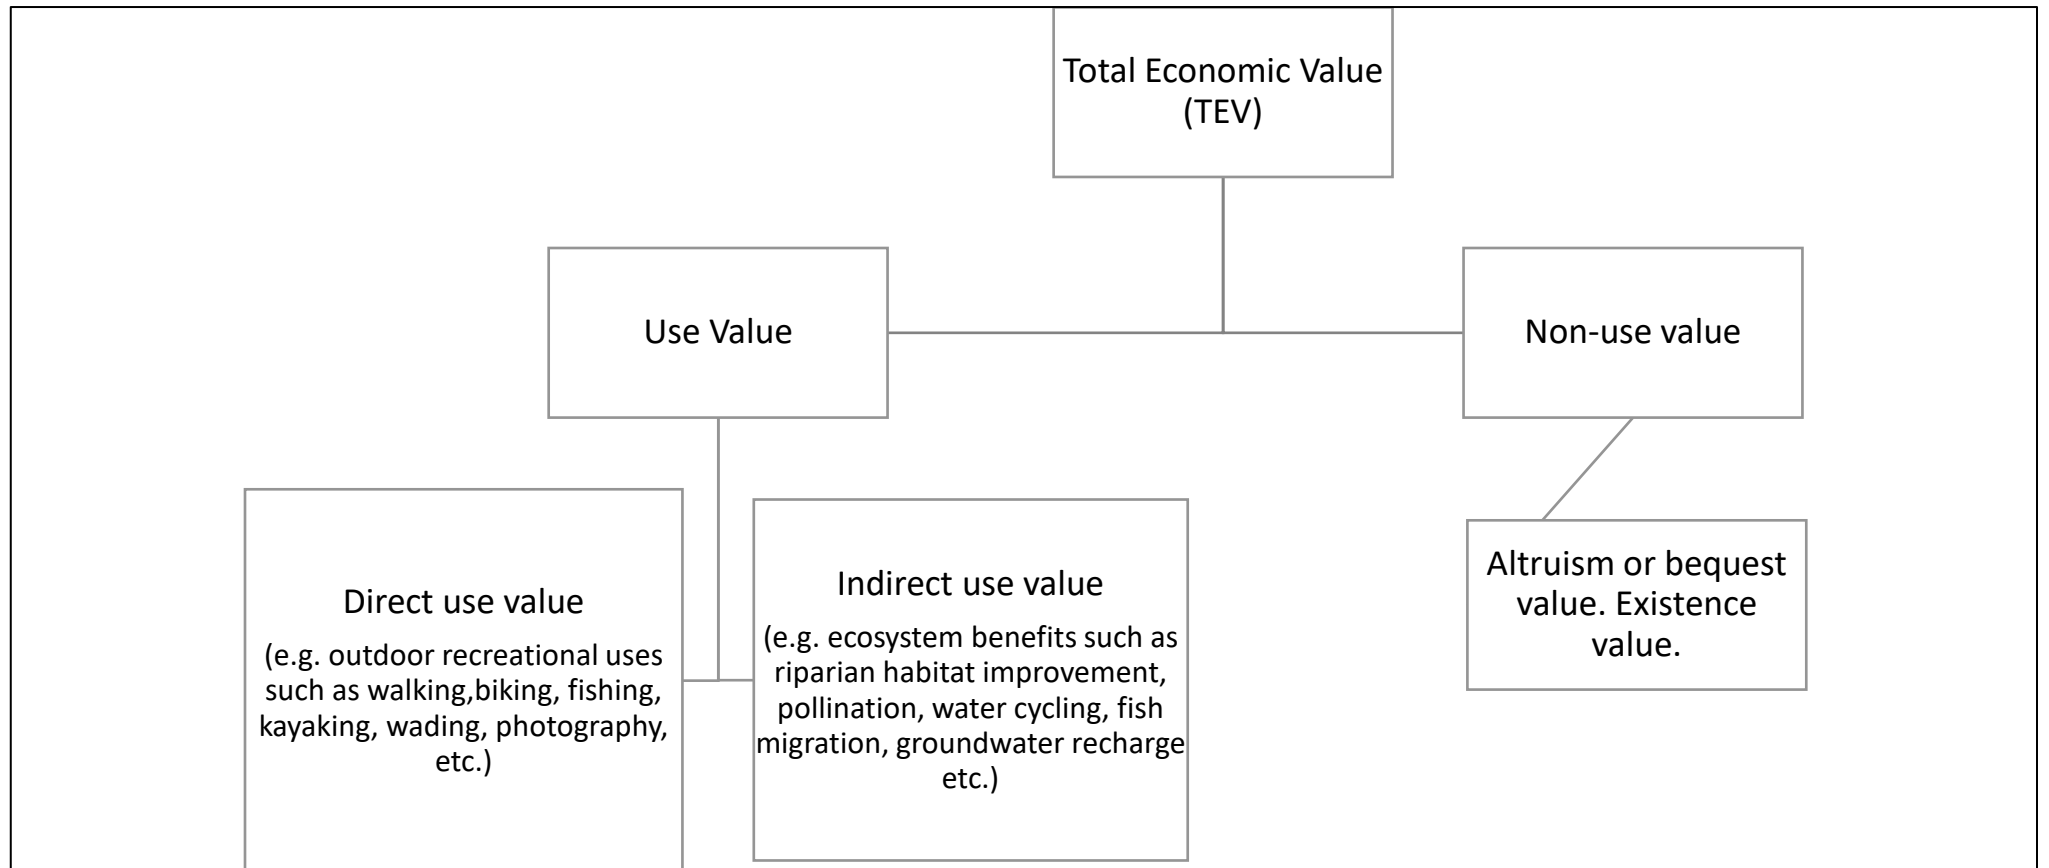 Total Economic Value
(TEV)
Use Value
Non-use value
Direct use value
(e.g. outdoor recreational uses
such as walking,biking, fishing,
kayaking, wading, photography,
etc.)
Indirect use value
(e.g. ecosystem benefits such as
riparian habitat improvement,
pollination, water cycling, fish
migration, groundwater recharge
etc.)
Altruism or bequest
value. Existence
value.